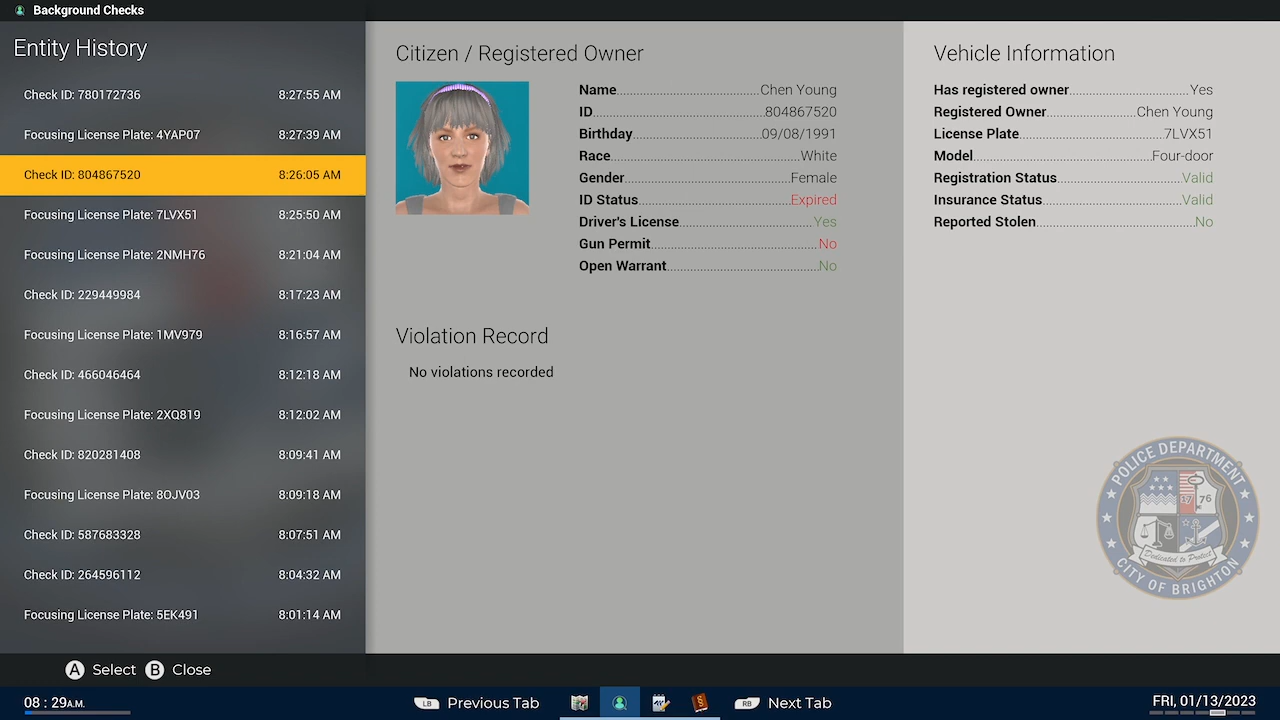 Background Checks
Entity History
Check ID: 780172736 8:27:55 AM
Focusing License Plate: 4YAP07 8:27:39 AM
Check ID: 804867520 8:26:05 AM
Focusing License Plate: 7LVX51 8:25:50 AM
Focusing License Plate: 2NMH76 8:21:04 AM
Check ID: 229449984 8:17:23 AM
Focusing License Plate: 1MV979 8:16:57 AM
Check ID: 466046464 8:12:18 AM
Focusing License Plate: 2XQ819 8:12:02 AM
Check ID: 820281408 8:09:41 AM
Focusing License Plate: 8OJV03 8:09:18 AM
Check ID: 587683328 8:07:51 AM
Check ID: 264596112 8:04:32 AM
Focusing License Plate: 5EK491 8:01:14 AM
Citizen / Registered Owner
Name Chen Young
ID 804867520
Birthday 09/08/1991
Race White
Gender Female
ID Status Expired
Driver's License Yes
Gun Permit No
Open Warrant No
Violation Record
No violations recorded
Vehicle Information
Has registered owner Yes
Registered Owner Chen Young
License Plate 7LVX51
Model Four-door
Registration Status Valid
Insurance Status Valid
Reported Stolen No
POLICE DEPARTMENT
1776
Dedicated to Protect
CITY OF BRIGHTON
A Select B Close
08 : 29 A.M.
LB Previous Tab
RB Next Tab
FRI, 01/13/2023